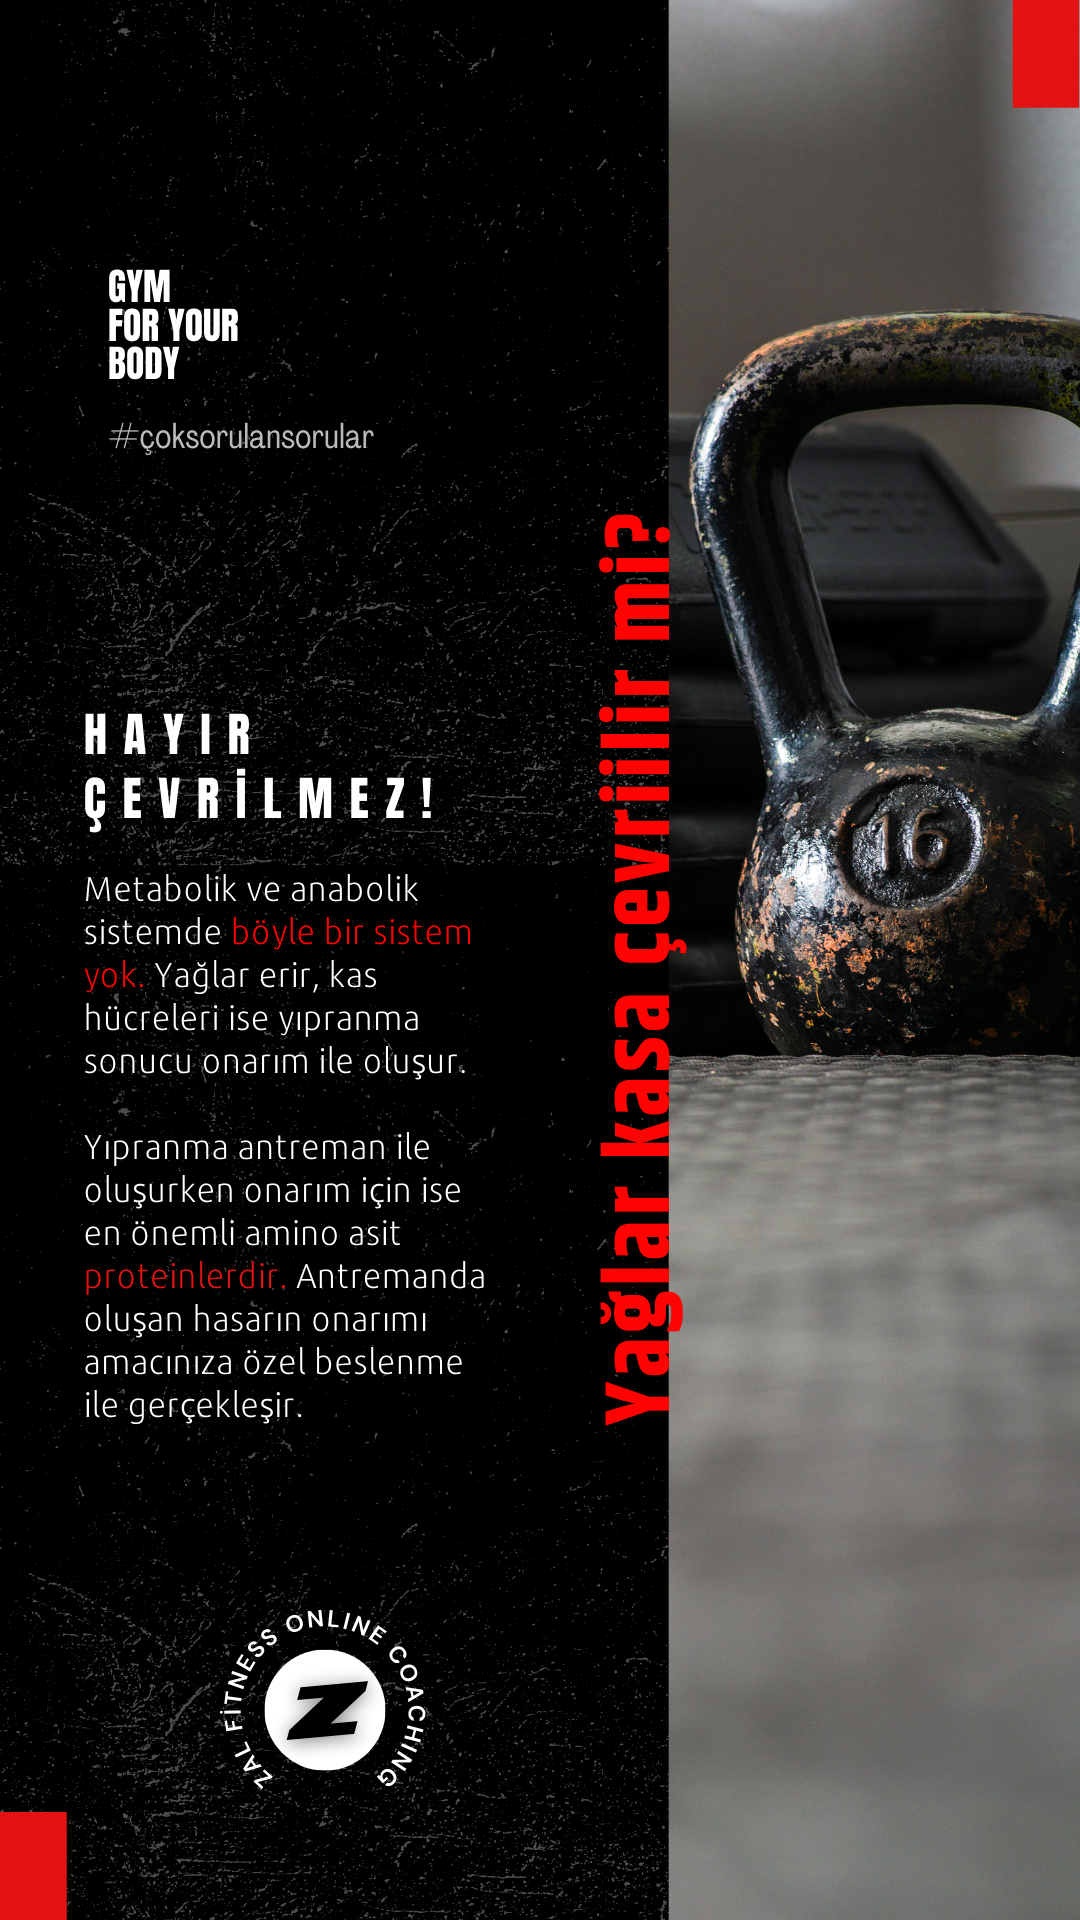 GYM
FOR YOUR
BODY
#çoksorulansorular
Yağlar kasa çevrilir mi?
HAYIR
ÇEVRİLMEZ!
Metabolik ve anabolik
sistemde böyle bir sistem
yok. Yağlar erir, kas
hücreleri ise yıpranma
sonucu onarım ile oluşur.
Yıpranma antreman ile
oluşurken onarım için ise
en önemli amino asit
proteinlerdir. Antremanda
oluşan hasarın onarımı
amacınıza özel beslenme
ile gerçekleşir.
16
ZAL FİTNESS ONLINE COACHING
Z